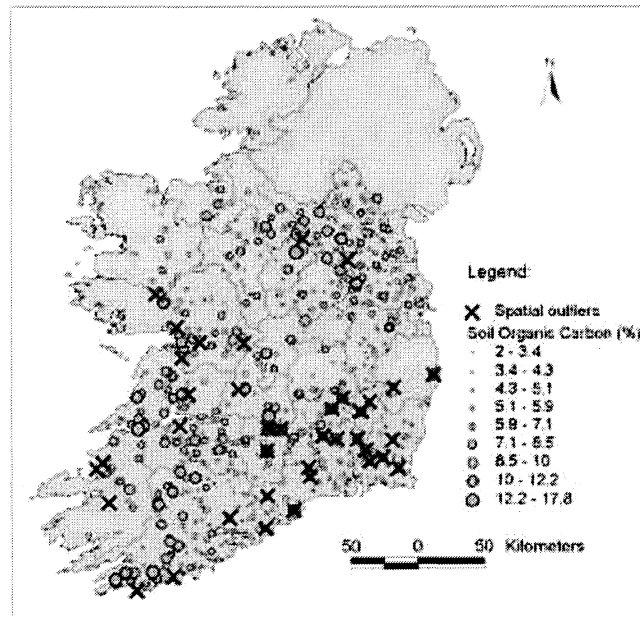 N
Legend:
Spatial outliers
Soil Organic Carbon (%)
2 - 3.4
3.4 - 4.3
4.3 - 5.1
5.1 - 5.9
5.9 - 7.1
7.1 - 8.5
8.5 - 10
10 - 12.2
12.2 - 17.8
50 0 50 Kilometers